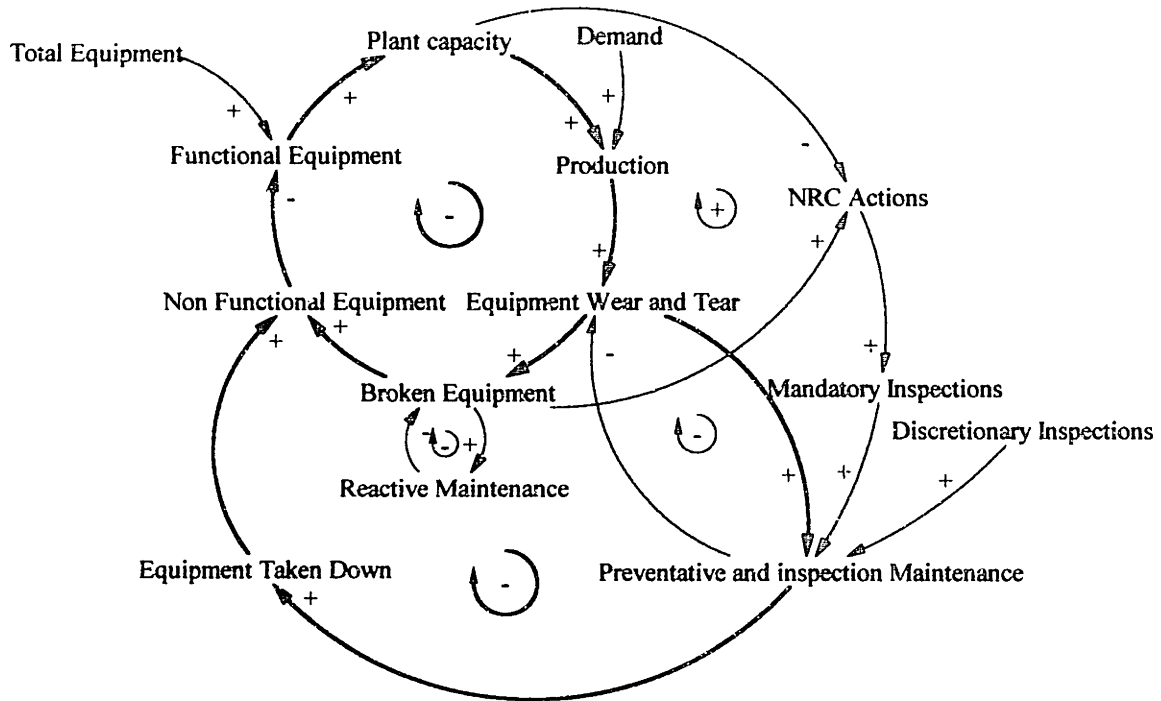 Plant capacity
Demand
Total Equipment
+
+
+
+
Functional Equipment
Production
-
NRC Actions
-
-
+
+
+
Non Functional Equipment
Equipment Wear and Tear
+
+
+
-
+
Broken Equipment
Mandatory Inspections
-
-
+
-
Discretionary Inspections
Reactive Maintenance
+
+
+
Equipment Taken Down
-
Preventative and inspection Maintenance
+